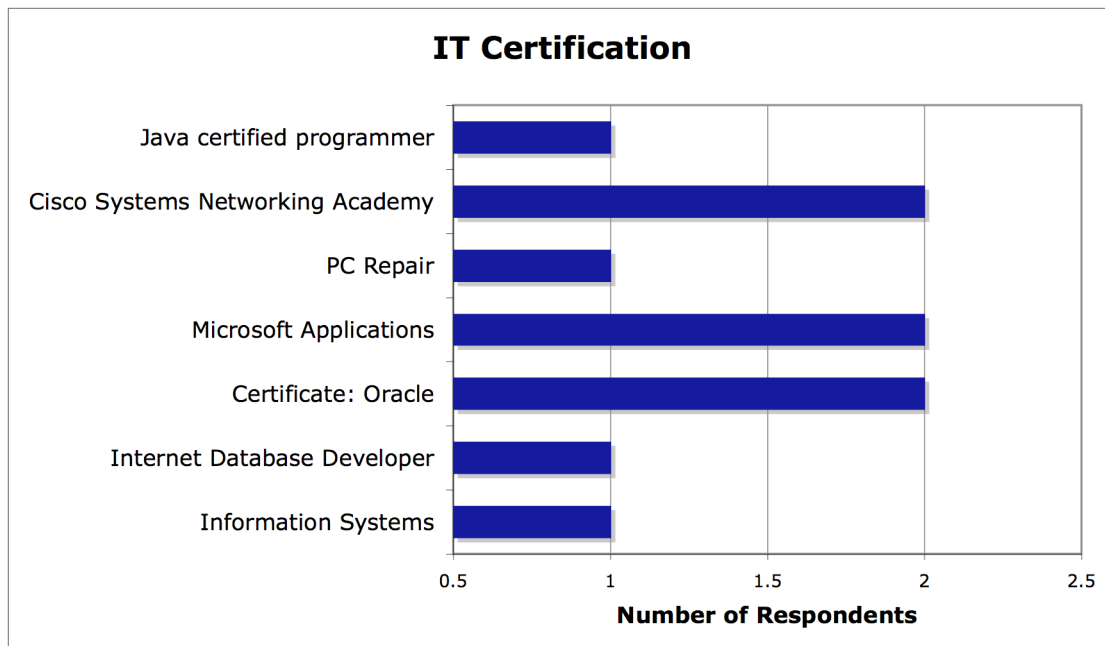 IT Certification
Java certified programmer
Cisco Systems Networking Academy
PC Repair
Microsoft Applications
Certificate: Oracle
Internet Database Developer
Information Systems
0.5 1 1.5 2 2.5
Number of Respondents